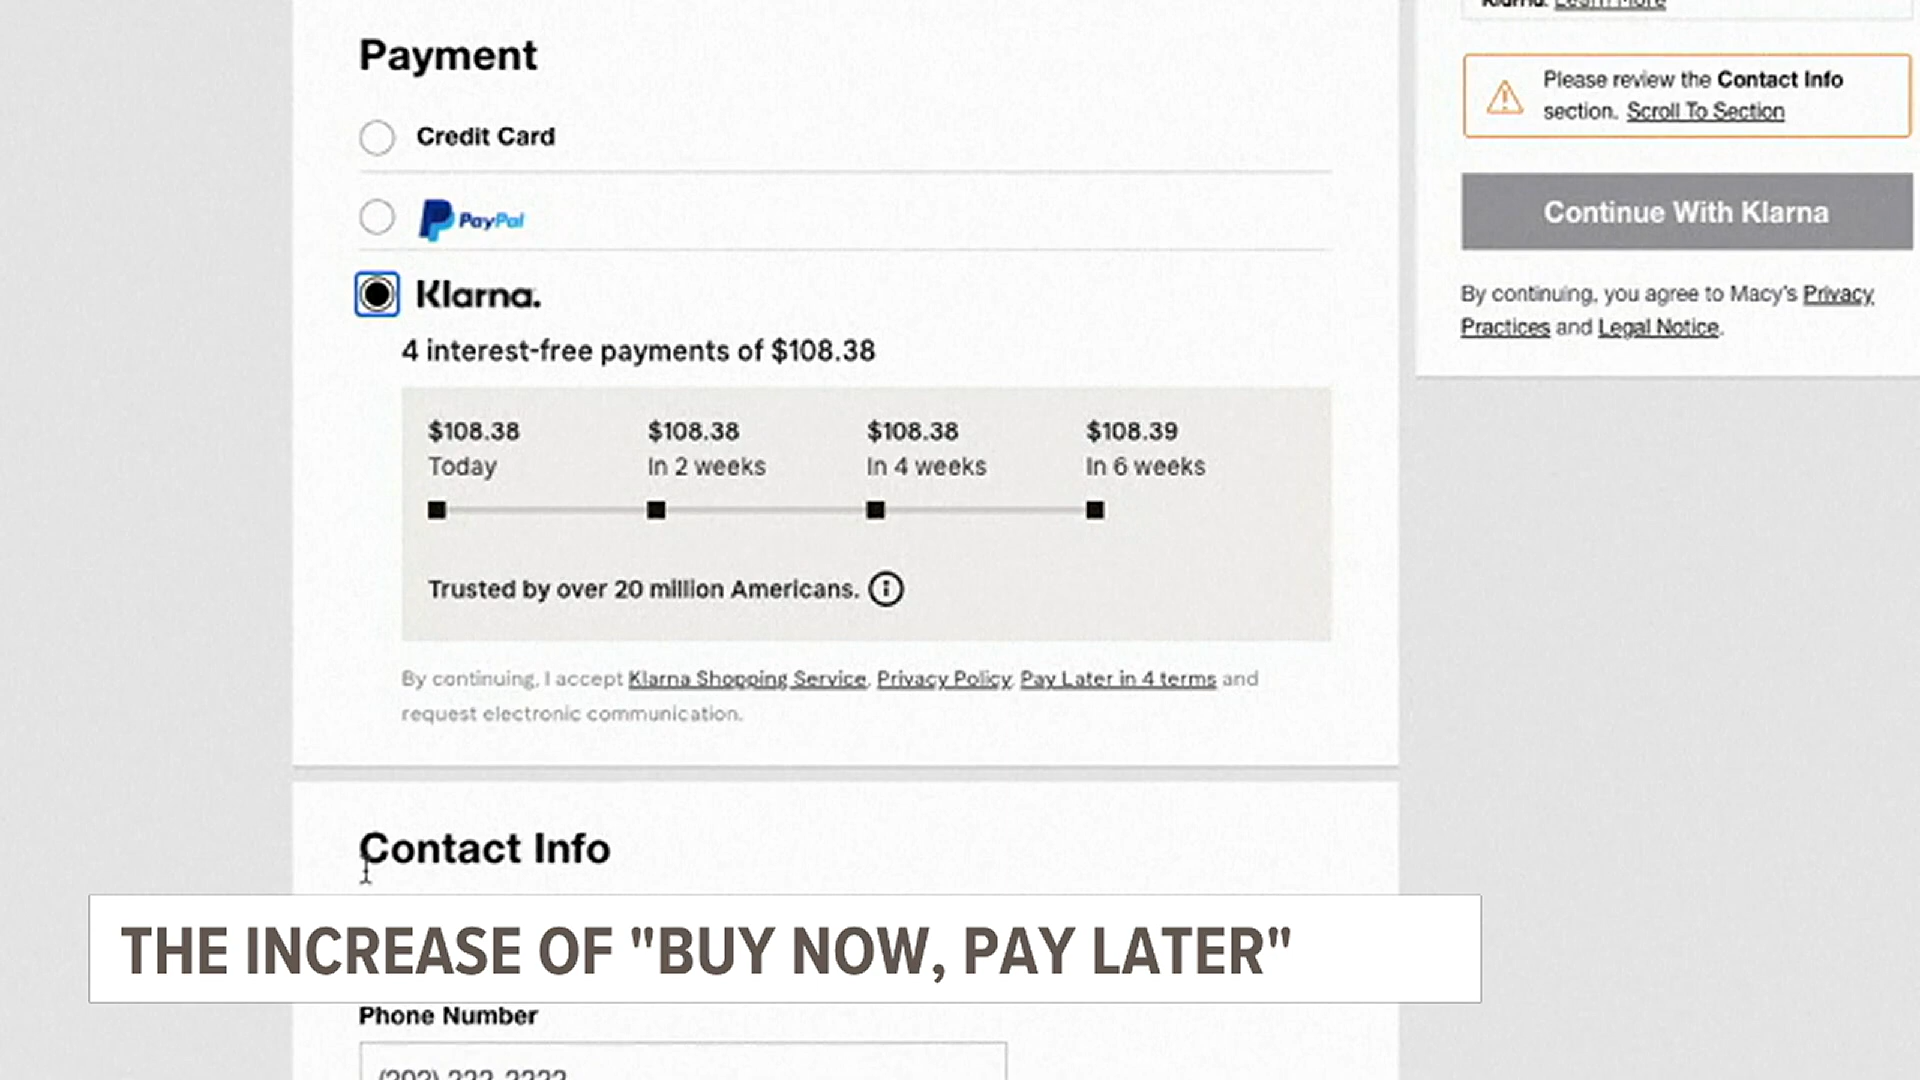 Payment
Credit Card
PayPal
Klarna.
4 interest-free payments of $108.38
$108.38 $108.38 $108.38 $108.39
Today In 2 weeks In 4 weeks In 6 weeks
Trusted by over 20 million Americans.
By continuing, I accept Klarna Shopping Service, Privacy Policy, Pay Later in 4 terms and
request electronic communication.
Contact Info
THE INCREASE OF "BUY NOW, PAY LATER"
Phone Number
Klarna. Learn More
Please review the Contact Info
section. Scroll To Section
Continue With Klarna
By continuing, you agree to Macy's Privacy
Practices and Legal Notice.